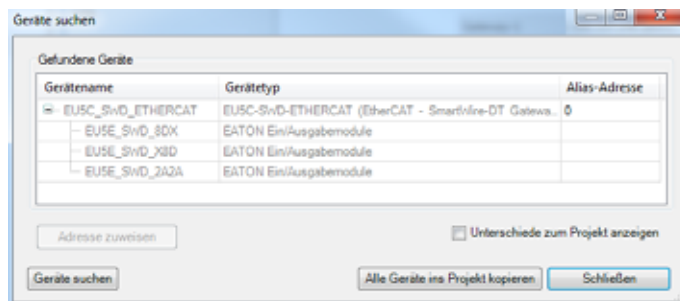 Geräte suchen
Gefundene Geräte
Gerätename Gerätetyp Alias-Adresse
EU5C_SWD_ETHERCAT EU5C-SWD-ETHERCAT (EtherCAT - SmartWire-DT Gatewa... 0
EU5E_SWD_8DX EATON Ein/Ausgabemodule
EU5E_SWD_X8D EATON Ein/Ausgabemodule
EU5E_SWD_2A2A EATON Ein/Ausgabemodule
Adresse zuweisen Unterschiede zum Projekt anzeigen
Geräte suchen Alle Geräte ins Projekt kopieren Schließen